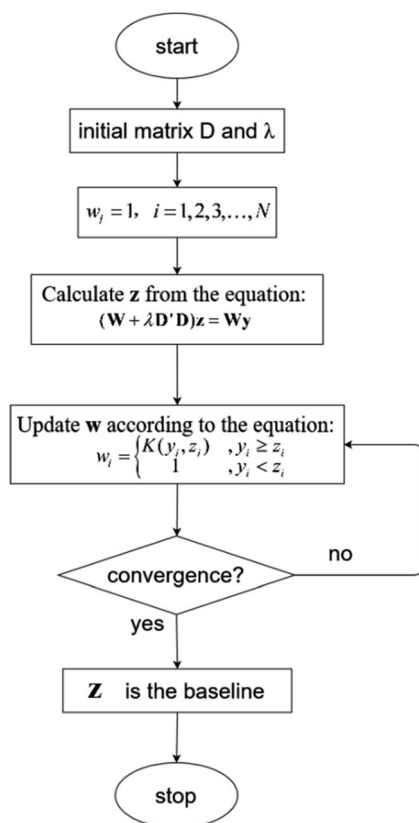 start
initial matrix D and λ
w_j = 1, i = 1,2,3,...,N
Calculate z from the equation:
(W + λD'D)z = Wy
Update w according to the equation:
w_i = { K(y_i, z_i) , y_i ≥ z_i
1 , y_i < z_i
convergence?
no
yes
Z is the baseline
stop